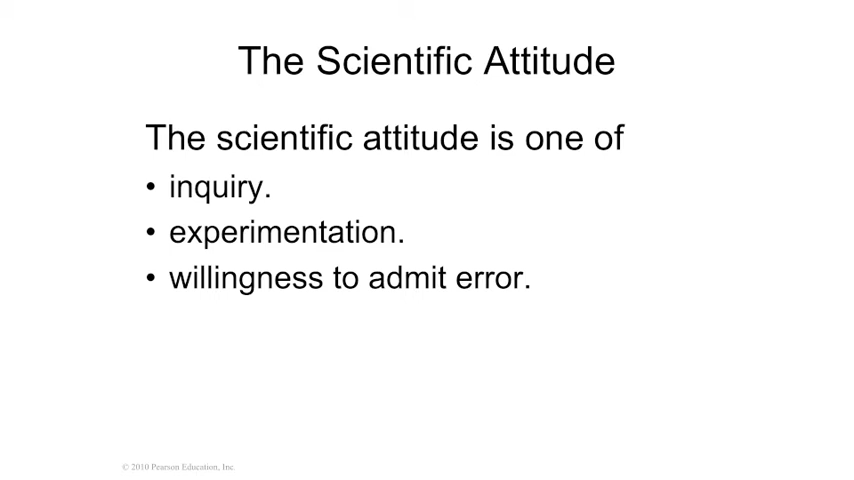 The Scientific Attitude
The scientific attitude is one of
• inquiry.
• experimentation.
• willingness to admit error.
© 2010 Pearson Education, Inc.